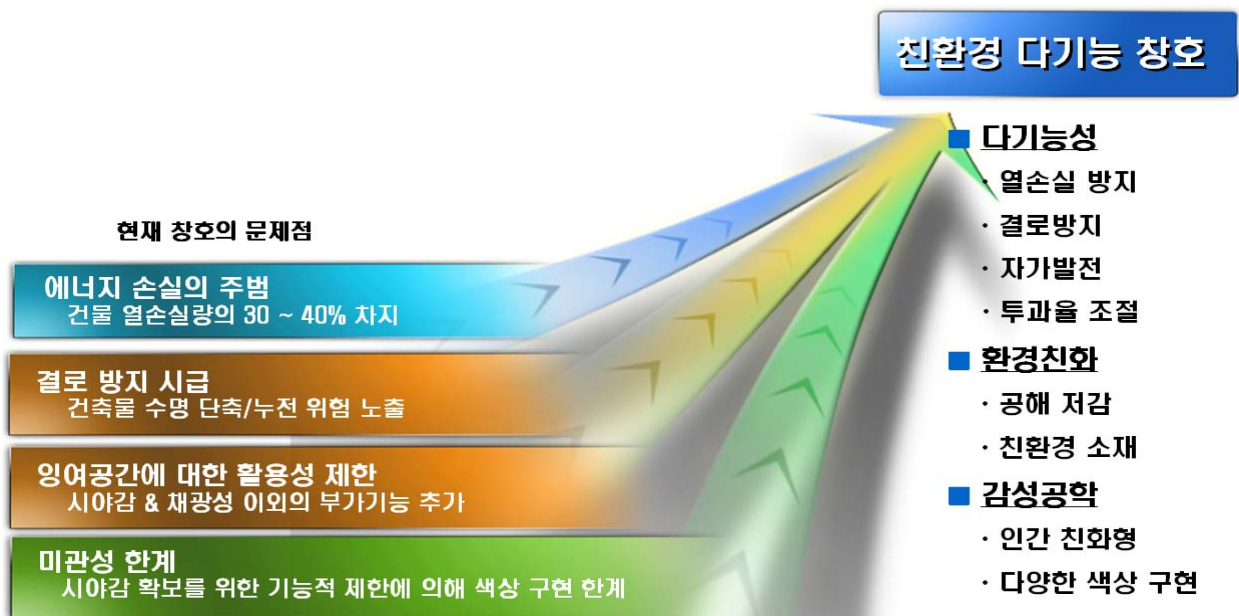 친환경 다기능 창호
현재 창호의 문제점
에너지 손실의 주범
건물 열손실량의 30 ~ 40% 차지
결로 방지 시급
건축물 수명 단축/누전 위험 노출
잉여공간에 대한 활용성 제한
시야감 & 채광성 이외의 부가기능 추가
미관성 한계
시야감 확보를 위한 기능적 제한에 의해 색상 구현 한계
■ 다기능성
· 열손실 방지
· 결로방지
· 자가발전
· 투과율 조절
■ 환경친화
· 공해 저감
· 친환경 소재
■ 감성공학
· 인간 친화형
· 다양한 색상 구현